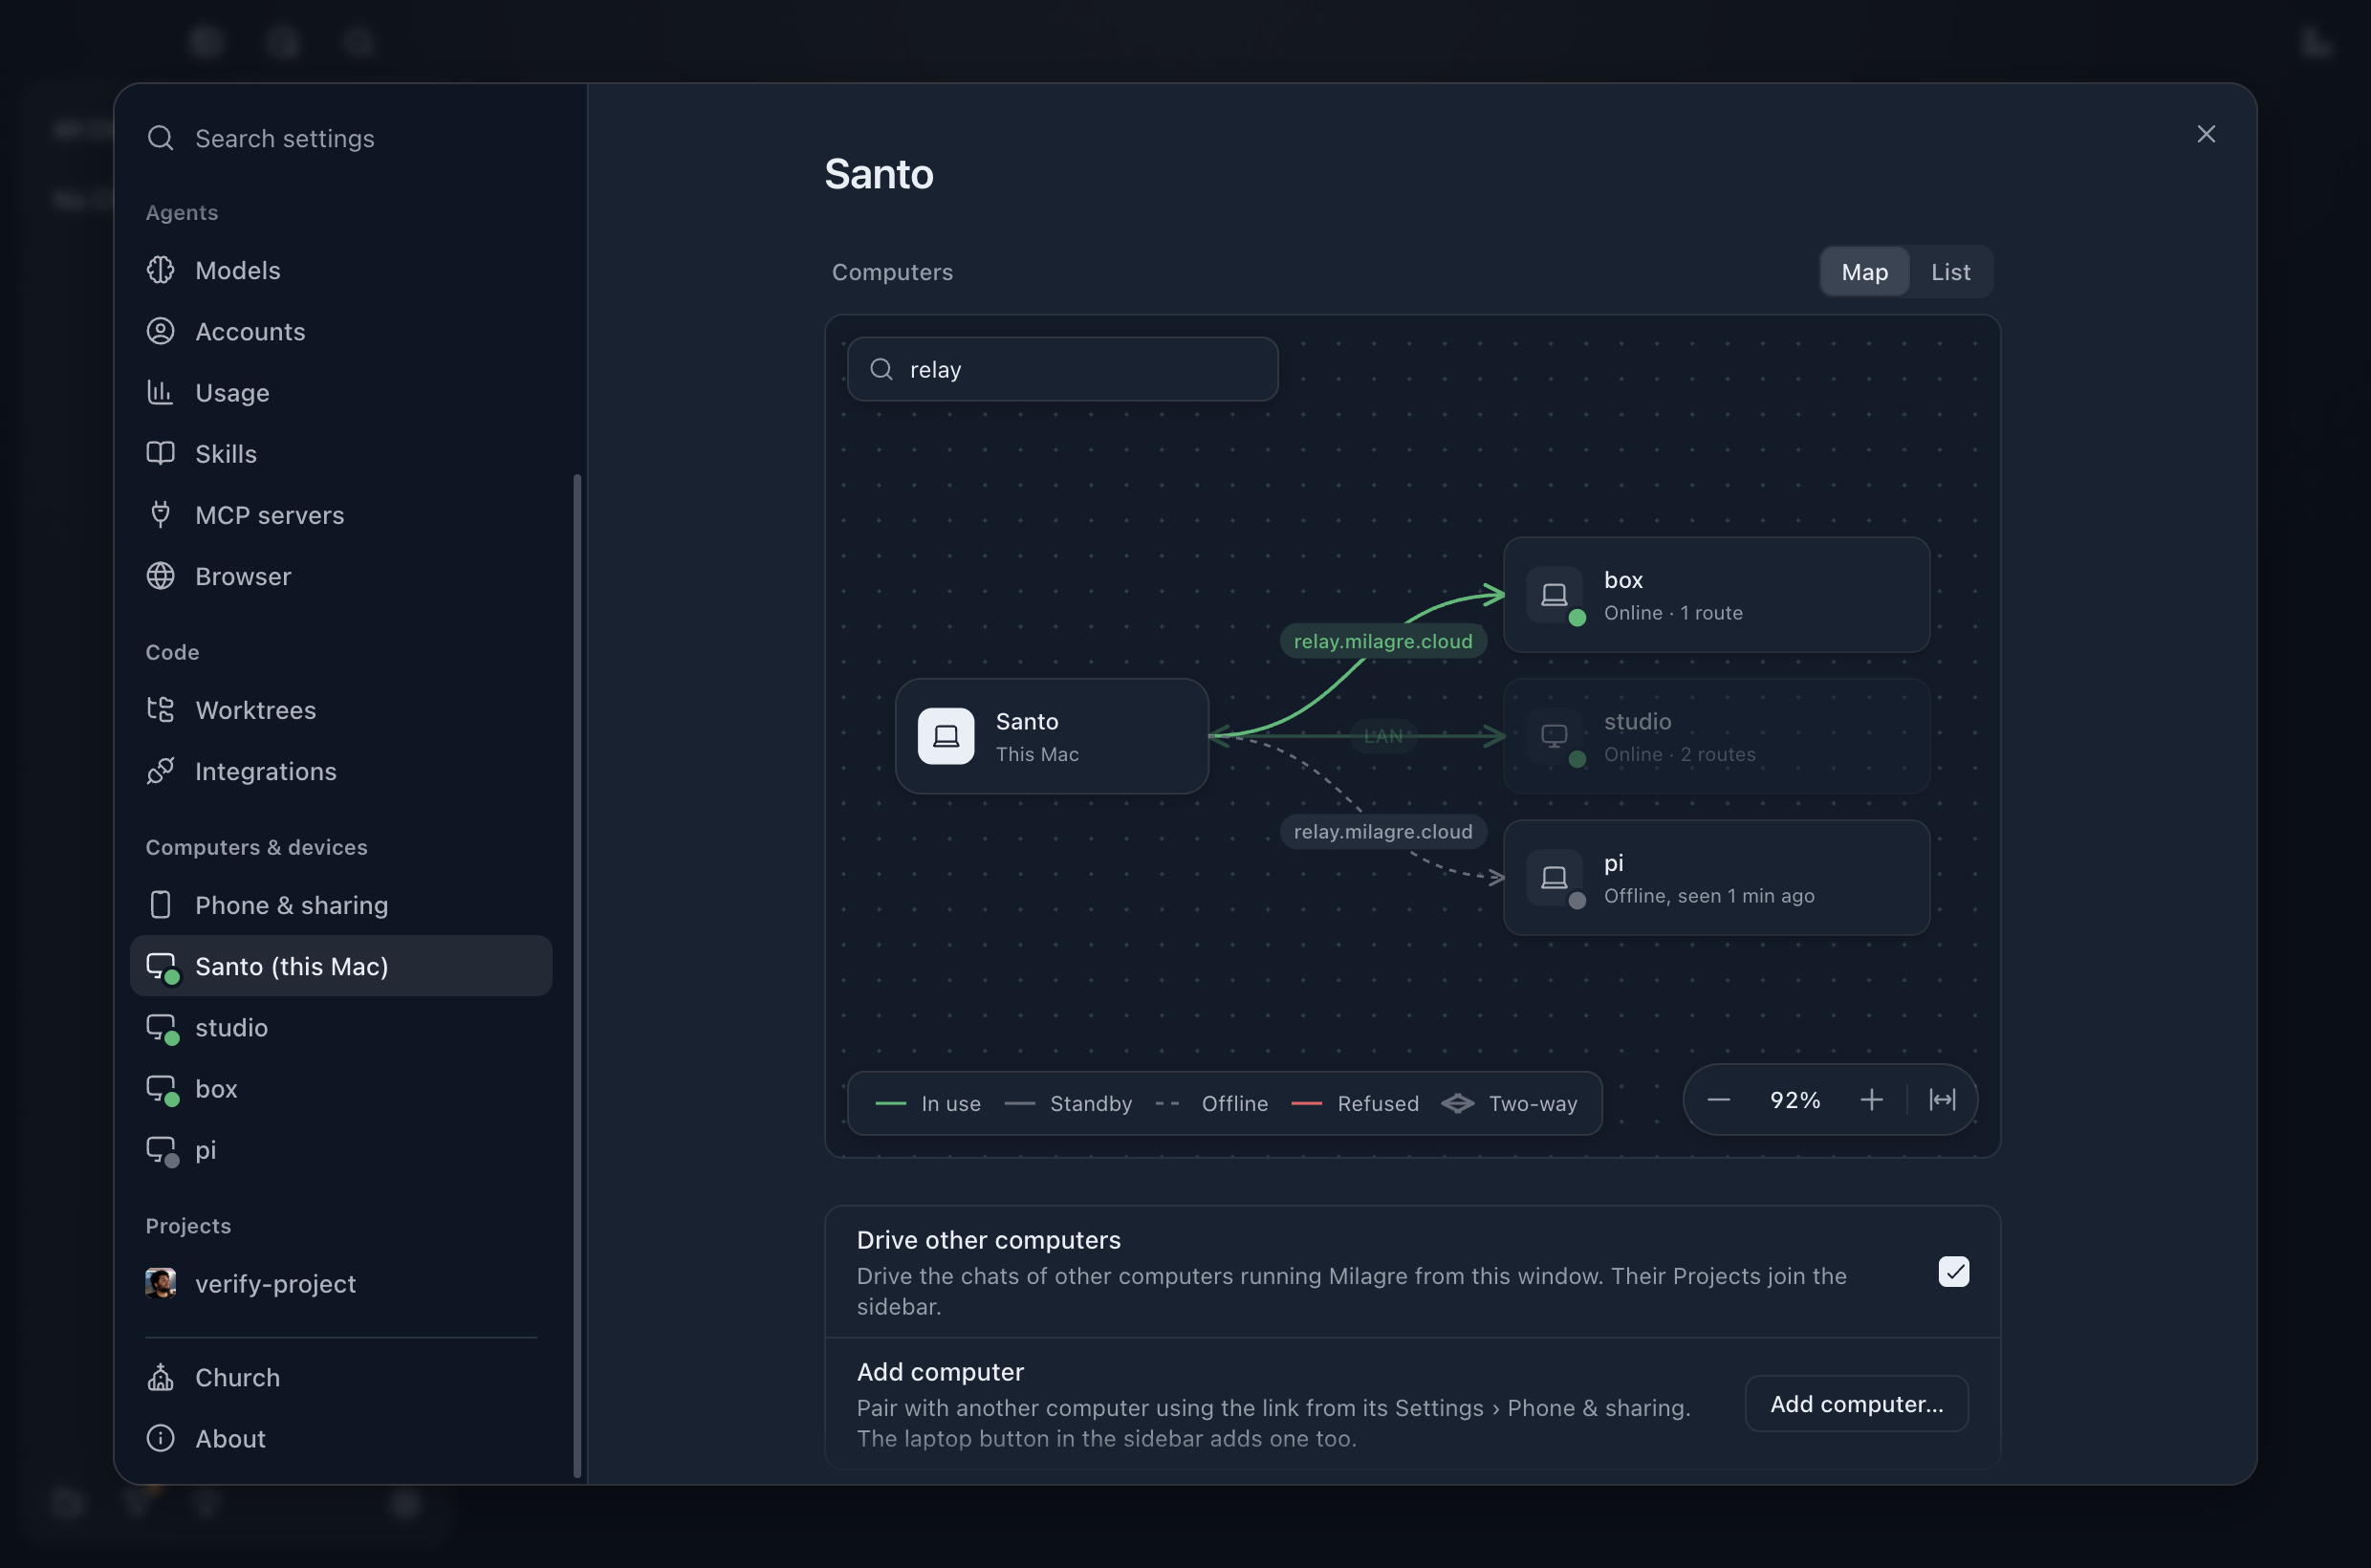 Search settings
Agents
Models
Accounts
Usage
Skills
MCP servers
Browser
Code
Worktrees
Integrations
Computers & devices
Phone & sharing
Santo (this Mac)
studio
box
pi
Projects
verify-project
Church
About
Santo
Computers
Map
List
relay
box
Online · 1 route
relay.milagre.cloud
Santo
This Mac
LAN
studio
Online · 2 routes
relay.milagre.cloud
pi
Offline, seen 1 min ago
In use
Standby
Offline
Refused
Two-way
92%
Drive other computers
Drive the chats of other computers running Milagre from this window. Their Projects join the
sidebar.
Add computer
Pair with another computer using the link from its Settings › Phone & sharing.
The laptop button in the sidebar adds one too.
Add computer...